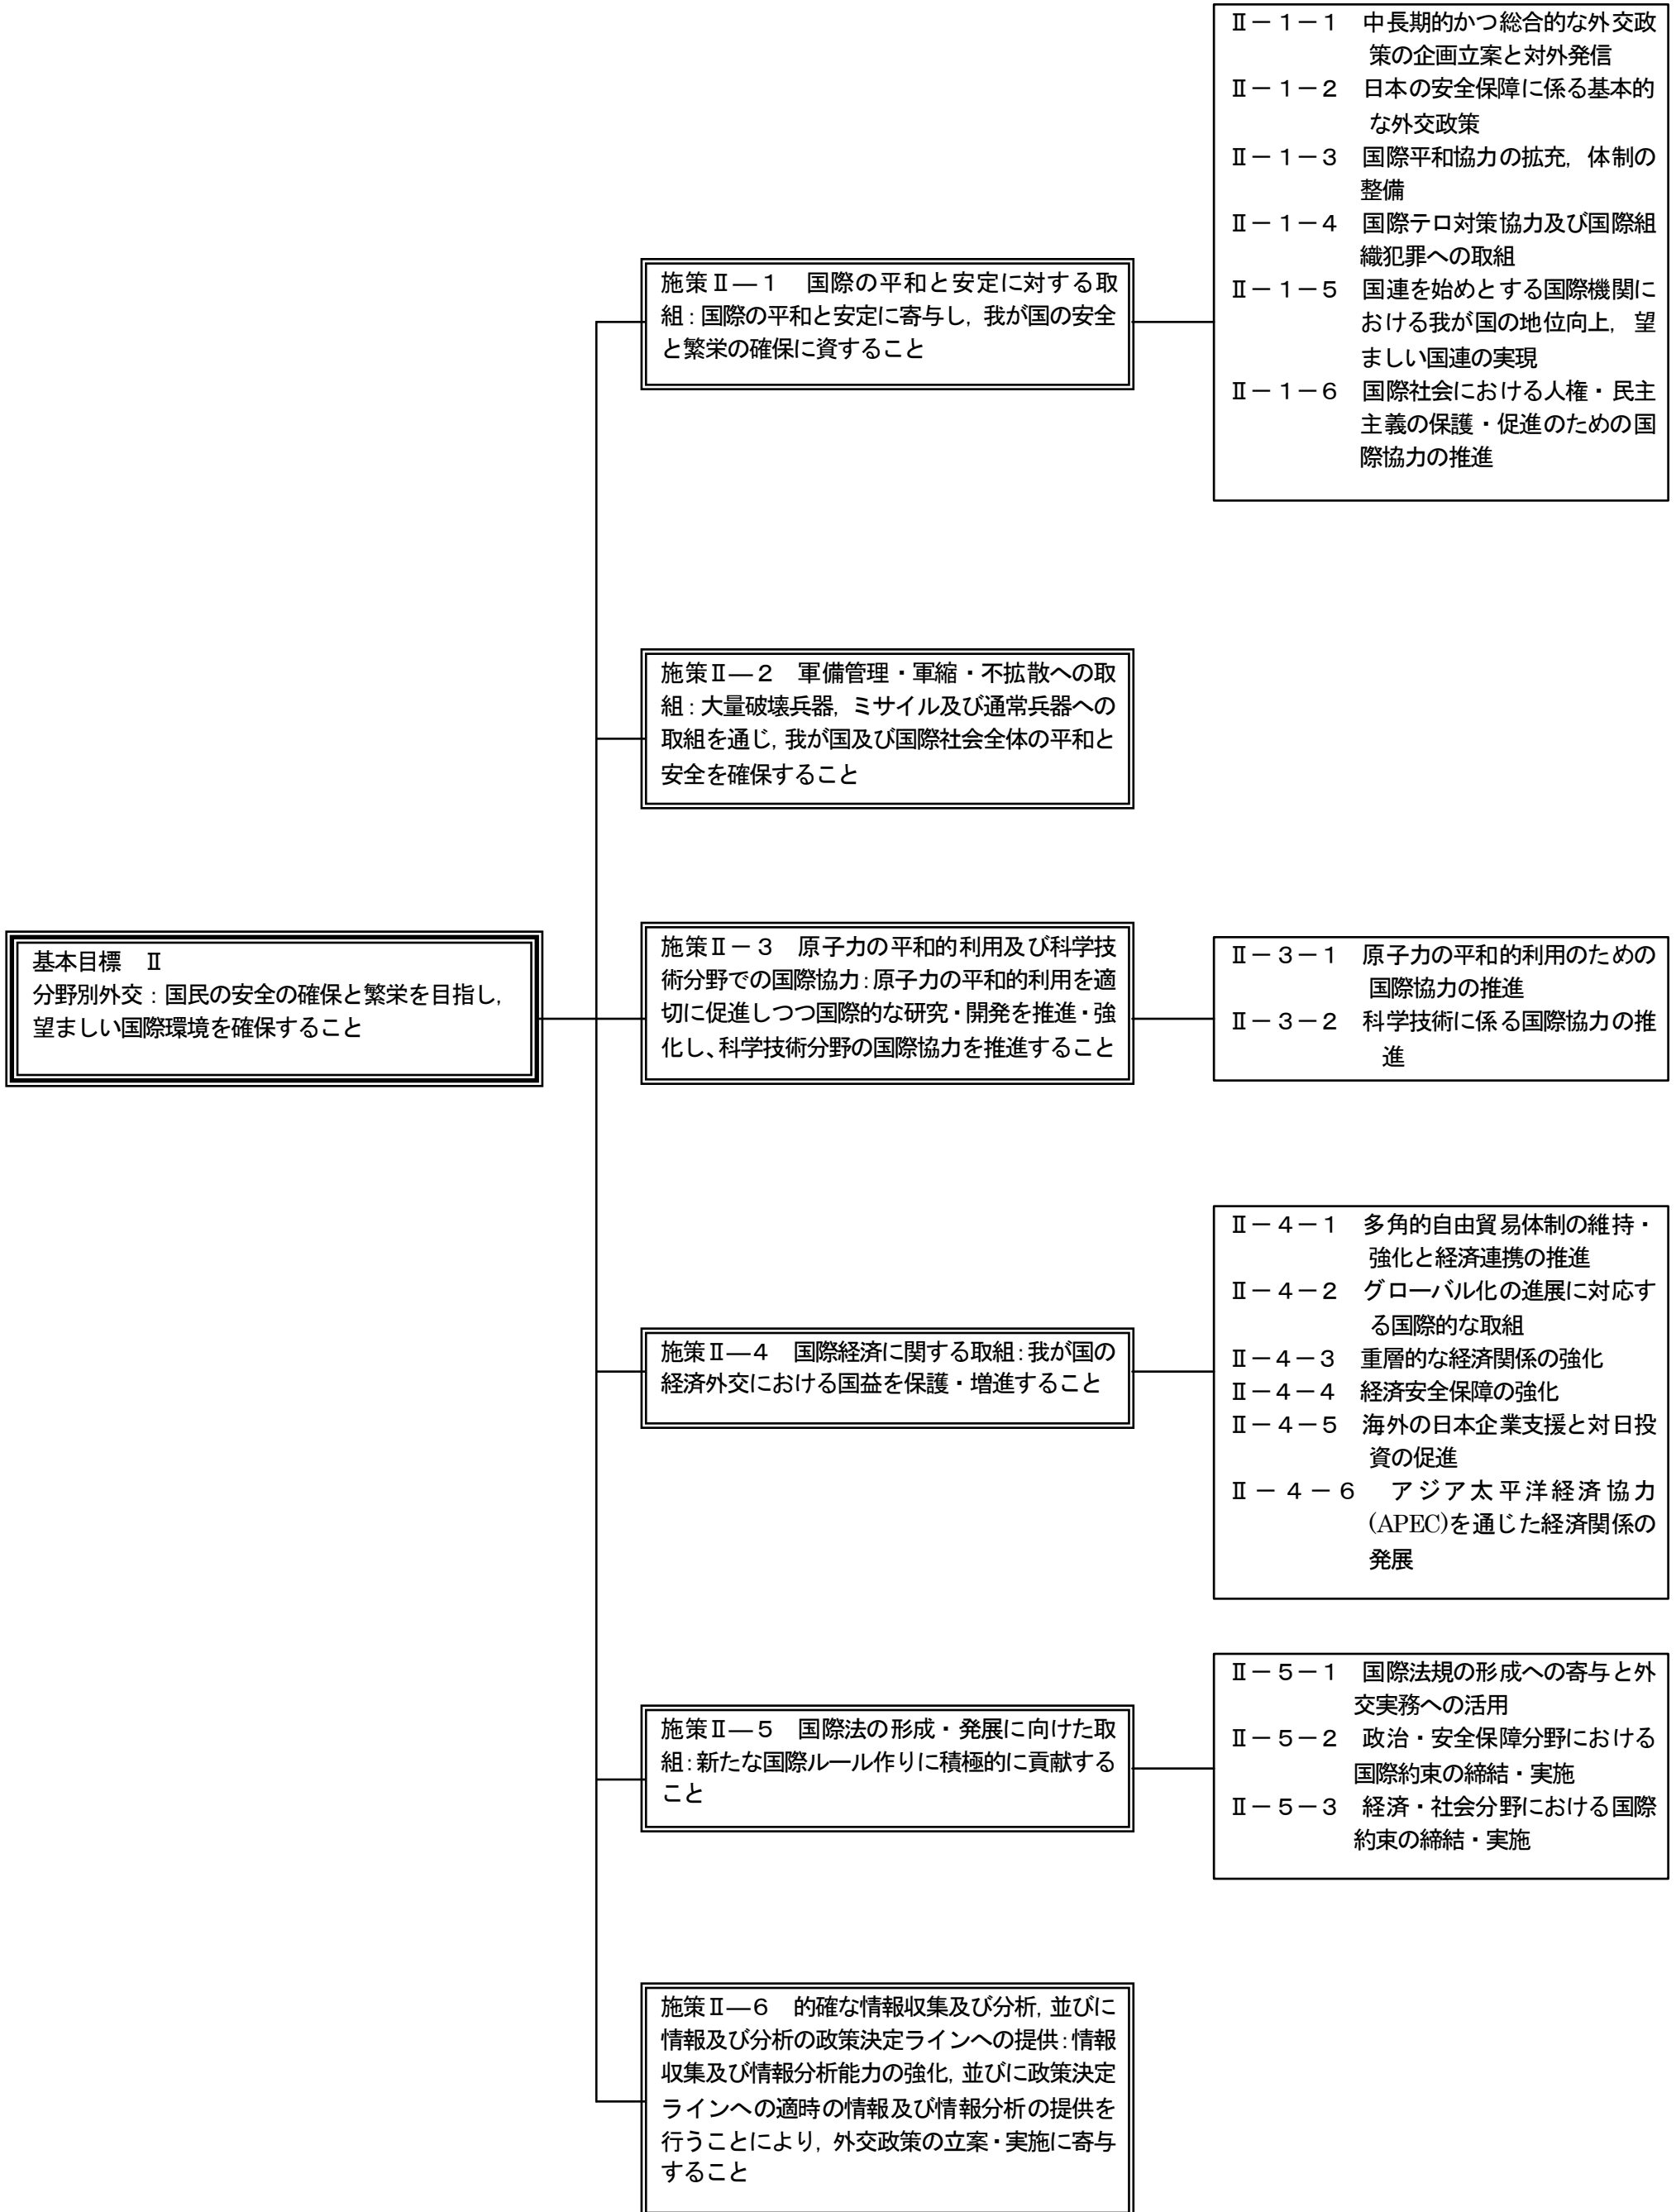 基本目標　Ⅱ
分野別外交：国民の安全の確保と繁栄を目指し，
望ましい国際環境を確保すること
施策Ⅱ―１　国際の平和と安定に対する取
組：国際の平和と安定に寄与し，我が国の安全
と繁栄の確保に資すること
Ⅱ－１－１　中長期的かつ総合的な外交政
策の企画立案と対外発信
Ⅱ－１－２　日本の安全保障に係る基本的
な外交政策
Ⅱ－１－３　国際平和協力の拡充，体制の
整備
Ⅱ－１－４　国際テロ対策協力及び国際組
織犯罪への取組
Ⅱ－１－５　国連を始めとする国際機関に
おける我が国の地位向上，望
ましい国連の実現
Ⅱ－１－６　国際社会における人権・民主
主義の保護・促進のための国
際協力の推進
施策Ⅱ―２　軍備管理・軍縮・不拡散への取
組：大量破壊兵器，ミサイル及び通常兵器への
取組を通じ，我が国及び国際社会全体の平和と
安全を確保すること
施策Ⅱ－３　原子力の平和的利用及び科学技
術分野での国際協力：原子力の平和的利用を適
切に促進しつつ国際的な研究・開発を推進・強
化し、科学技術分野の国際協力を推進すること
Ⅱ－３－１　原子力の平和的利用のための
国際協力の推進
Ⅱ－３－２　科学技術に係る国際協力の推
進
施策Ⅱ―４　国際経済に関する取組：我が国の
経済外交における国益を保護・増進すること
Ⅱ－４－１　多角的自由貿易体制の維持・
強化と経済連携の推進
Ⅱ－４－２　グローバル化の進展に対応す
る国際的な取組
Ⅱ－４－３　重層的な経済関係の強化
Ⅱ－４－４　経済安全保障の強化
Ⅱ－４－５　海外の日本企業支援と対日投
資の促進
Ⅱ－４－６　アジア太平洋経済協力
(APEC)を通じた経済関係の
発展
施策Ⅱ―５　国際法の形成・発展に向けた取
組：新たな国際ルール作りに積極的に貢献する
こと
Ⅱ－５－１　国際法規の形成への寄与と外
交実務への活用
Ⅱ－５－２　政治・安全保障分野における
国際約束の締結・実施
Ⅱ－５－３　経済・社会分野における国際
約束の締結・実施
施策Ⅱ―６　的確な情報収集及び分析，並びに
情報及び分析の政策決定ラインへの提供：情報
収集及び情報分析能力の強化，並びに政策決定
ラインへの適時の情報及び情報分析の提供を
行うことにより，外交政策の立案・実施に寄与
すること